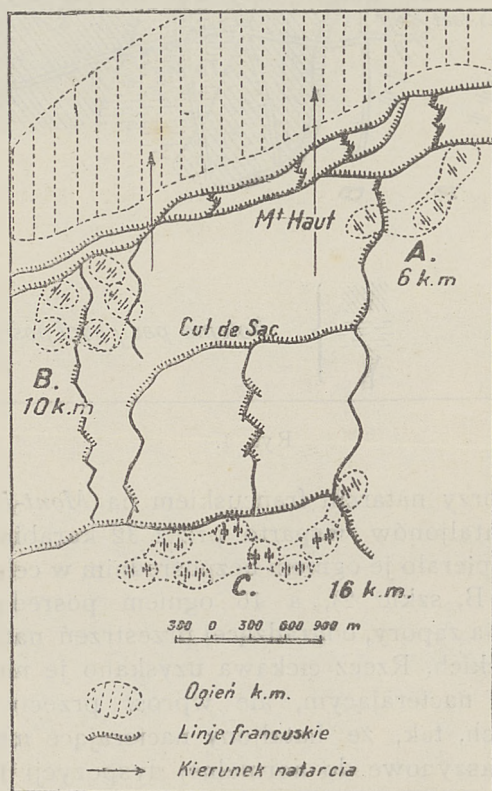 Mt Haut
A.
6 k.m
Cul de Sac
B.
10 k.m
C.
16 k.m.
300 0 300 600 900 m
Ogień k.m.
Linje francuskie
Kierunek natarcia